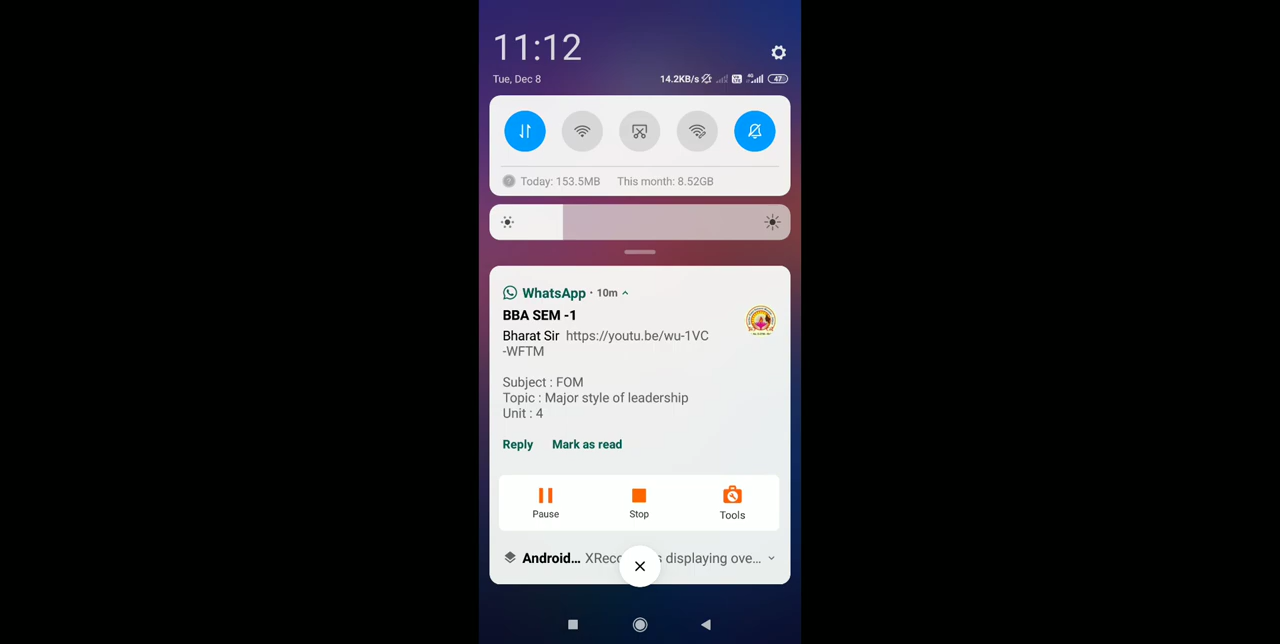 11:12
Tue, Dec 8
14.2KB/s
4G
47
Today: 153.5MB This month: 8.52GB
WhatsApp · 10m
BBA SEM -1
Bharat Sir https://youtu.be/wu-1VC
-WFTM
Subject : FOM
Topic : Major style of leadership
Unit : 4
Reply Mark as read
Pause Stop Tools
Android... XRec s displaying ove...